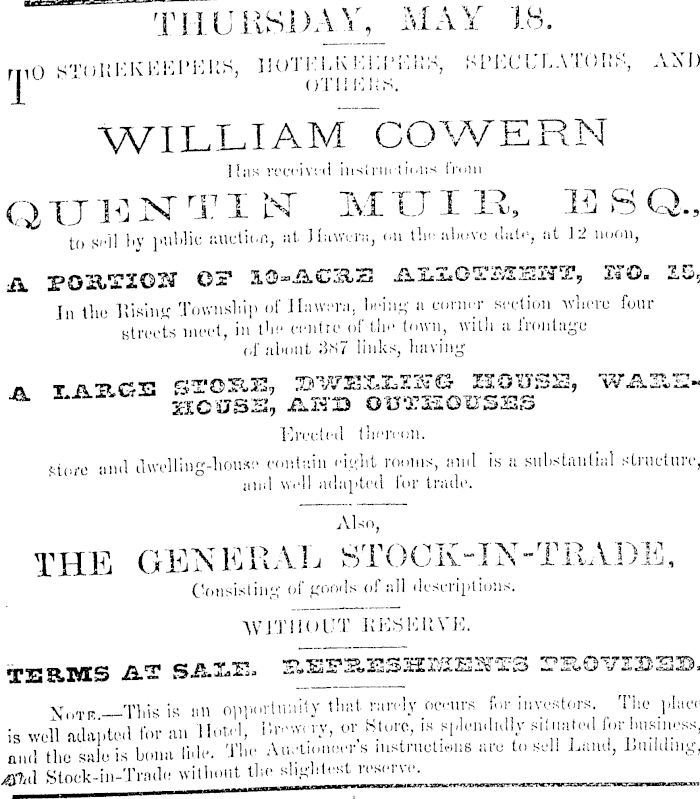 THURSDAY, MAY 18.
TO STOREKEEPERS, HOTELKEEPERS, SPECULATORS, AND
OTHERS.
WILLIAM COWERN
Has received instructions from
QUENTIN MUIR, ESQ.,
to sell by public auction, at Hawera, on the above date, at 12 noon,
A PORTION OF 10-ACRE ALLOTMENT, NO. 15,
In the Rising Township of Hawera, being a corner section where four
streets meet, in the centre of the town, with a frontage
of about 387 links, having
A LARGE STORE, DWELLING HOUSE, WARE-
HOUSE, AND OUTHOUSES
Erected thereon.
store and dwelling-house contain eight rooms, and is a substantial structure,
and well adapted for trade.
Also,
THE GENERAL STOCK-IN-TRADE,
Consisting of goods of all descriptions.
WITHOUT RESERVE.
TERMS AT SALE. REFRESHMENTS PROVIDED.
NOTE.—This is an opportunity that rarely occurs for investors. The place
is well adapted for an Hotel, Brewery, or Store, is splendidly situated for business,
and the sale is bona fide. The Auctioneer's instructions are to sell Land, Building,
and Stock-in-Trade without the slightest reserve.